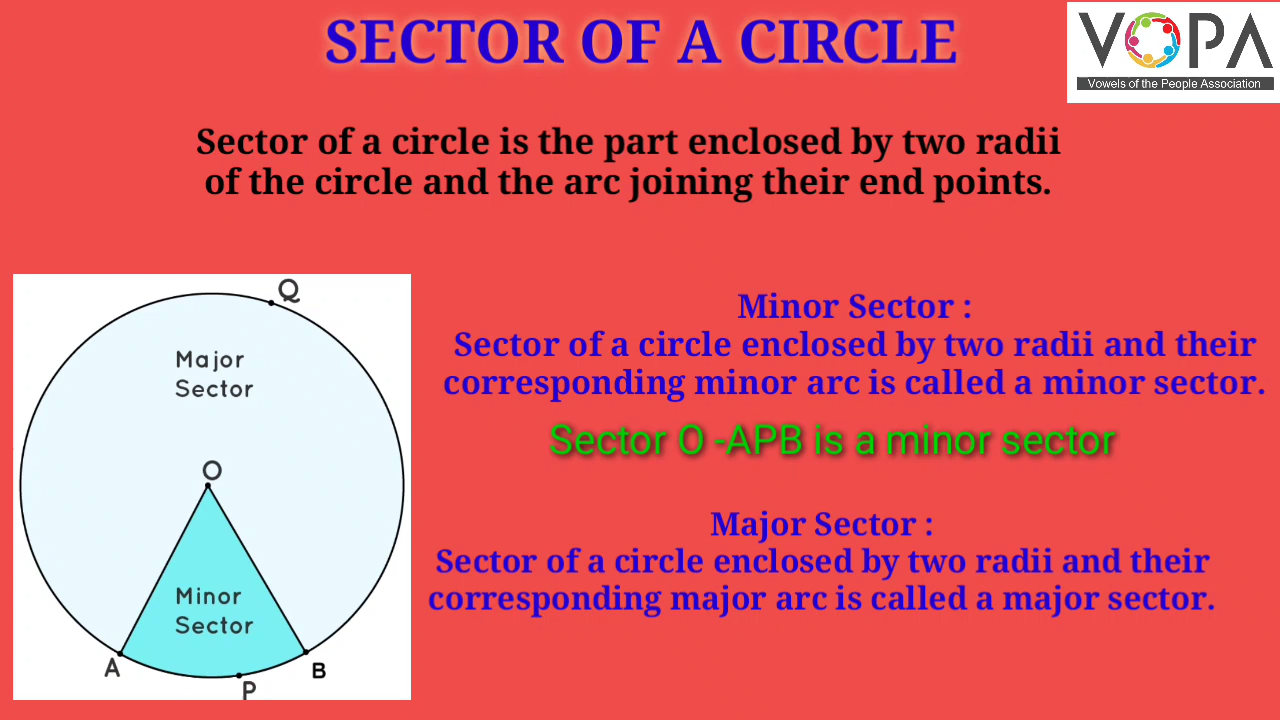 SECTOR OF A CIRCLE
VOPA
Vowels of the People Association
Sector of a circle is the part enclosed by two radii
of the circle and the arc joining their end points.
Q
Major
Sector
O
Minor
Sector
A
B
P
Minor Sector :
Sector of a circle enclosed by two radii and their
corresponding minor arc is called a minor sector.
Sector O -APB is a minor sector
Major Sector :
Sector of a circle enclosed by two radii and their
corresponding major arc is called a major sector.